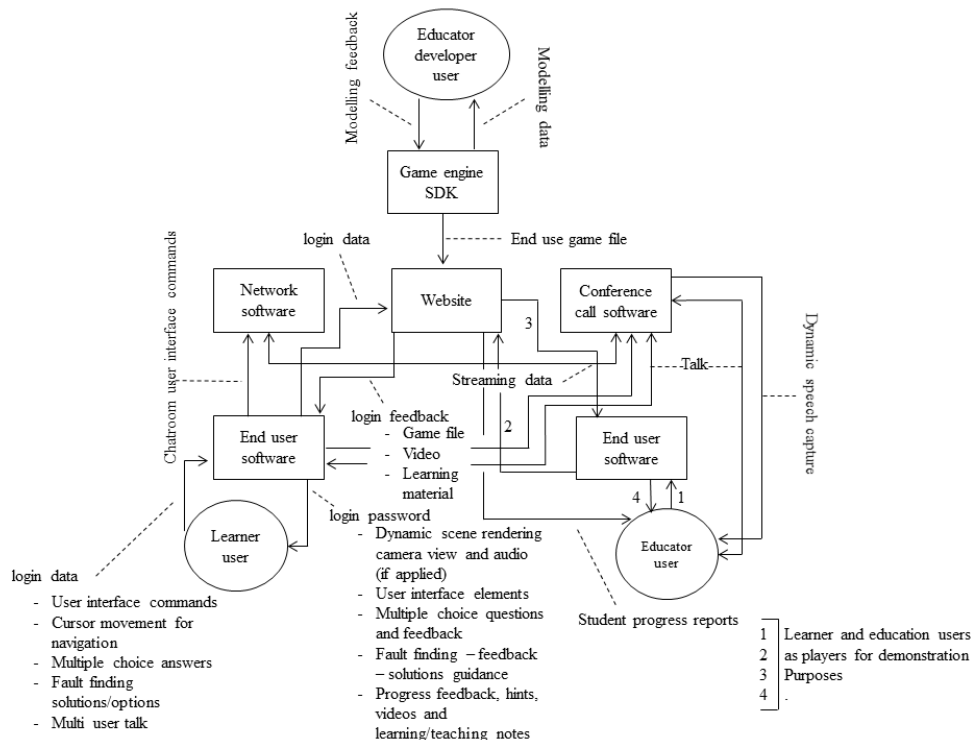 Educator
developer
user
Modelling feedback
Modelling data
Game engine
SDK
End use game file
login data
Network
software
Website
Conference
call software
3
Chatroom user interface commands
Streaming data
Talk
Dynamic speech capture
login feedback
- Game file
- Video
- Learning
material
2
End user
software
End user
software
4
1
Learner
user
Educator
user
login password
- Dynamic scene rendering
camera view and audio
(if applied)
- User interface elements
- Multiple choice questions
and feedback
- Fault finding – feedback
– solutions guidance
- Progress feedback, hints,
videos and
learning/teaching notes
login data
- User interface commands
- Cursor movement for
navigation
- Multiple choice answers
- Fault finding
solutions/options
- Multi user talk
Student progress reports
1 Learner and education users
2 as players for demonstration
3 Purposes
4 .